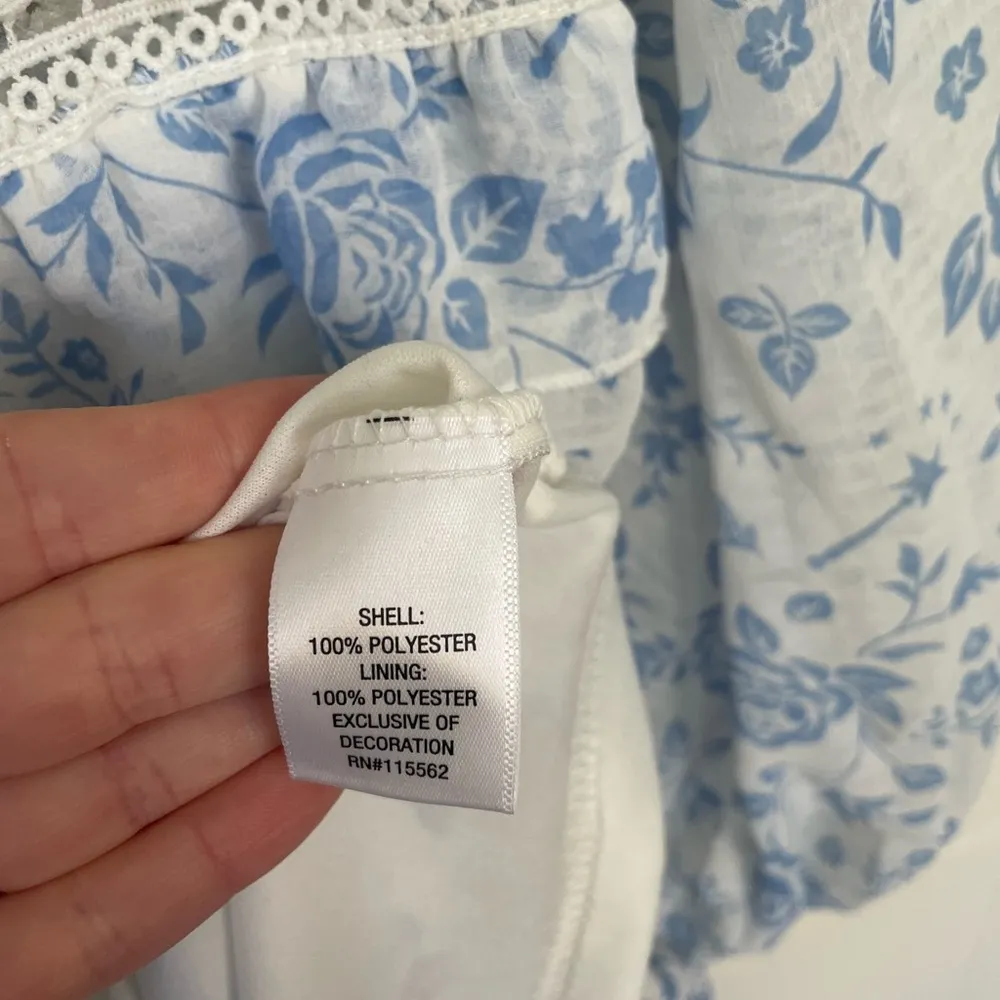 SHELL:
100% POLYESTER
LINING:
100% POLYESTER
EXCLUSIVE OF
DECORATION
RN#115562